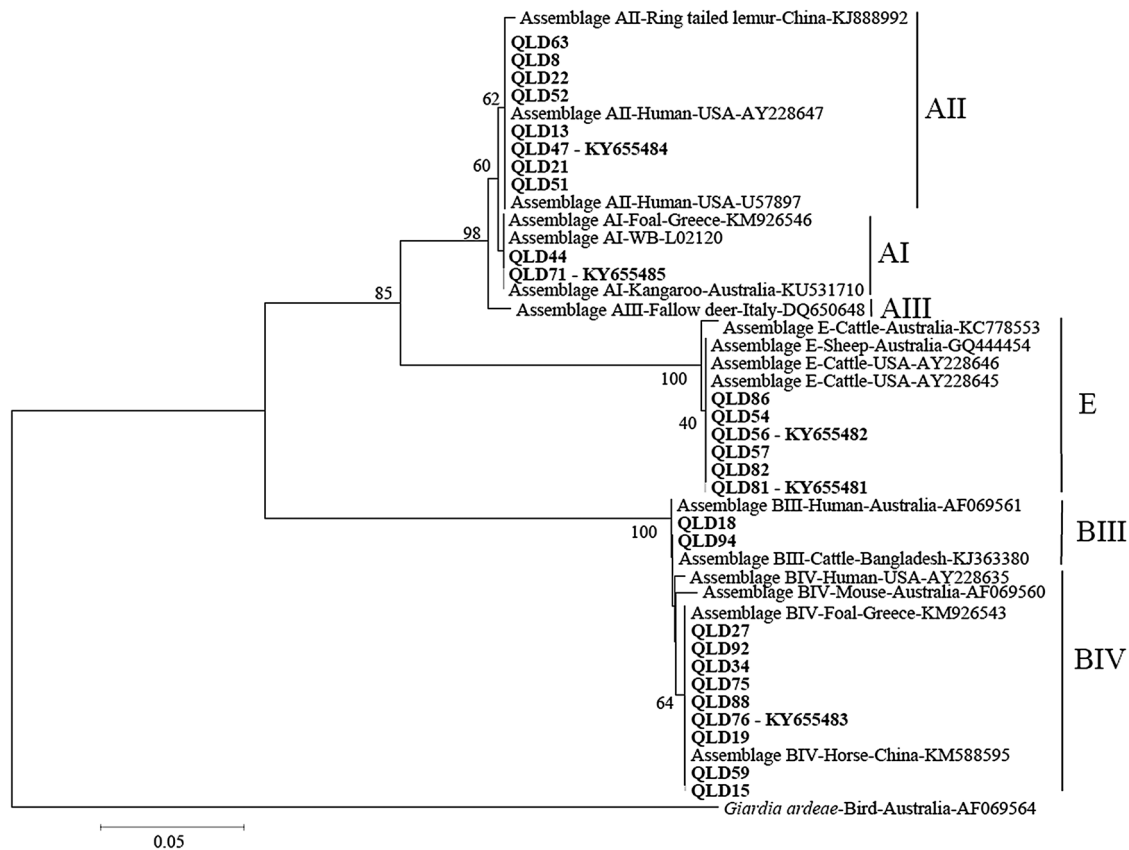 Assemblage AII-Ring tailed lemur-China-KJ888992
QLD63
QLD8
QLD22
QLD52
62
Assemblage AII-Human-USA-AY228647
AII
QLD13
QLD47 - KY655484
60
QLD21
QLD51
Assemblage AII-Human-USA-U57897
Assemblage AI-Foal-Greece-KM926546
98
Assemblage AI-WB-L02120
AI
QLD44
QLD71 - KY655485
85
Assemblage AI-Kangaroo-Australia-KU531710
Assemblage AIII-Fallow deer-Italy-DQ650648
AIII
Assemblage E-Cattle-Australia-KC778553
Assemblage E-Sheep-Australia-GQ444454
Assemblage E-Cattle-USA-AY228646
100
Assemblage E-Cattle-USA-AY228645
QLD86
E
QLD54
40
QLD56 - KY655482
QLD57
QLD82
QLD81 - KY655481
Assemblage BIII-Human-Australia-AF069561
QLD18
100
BIII
QLD94
Assemblage BIII-Cattle-Bangladesh-KJ363380
Assemblage BIV-Human-USA-AY228635
Assemblage BIV-Mouse-Australia-AF069560
Assemblage BIV-Foal-Greece-KM926543
QLD27
QLD92
BIV
QLD34
QLD75
64
QLD88
QLD76 - KY655483
QLD19
Assemblage BIV-Horse-China-KM588595
QLD59
QLD15
Giardia ardeae-Bird-Australia-AF069564
0.05